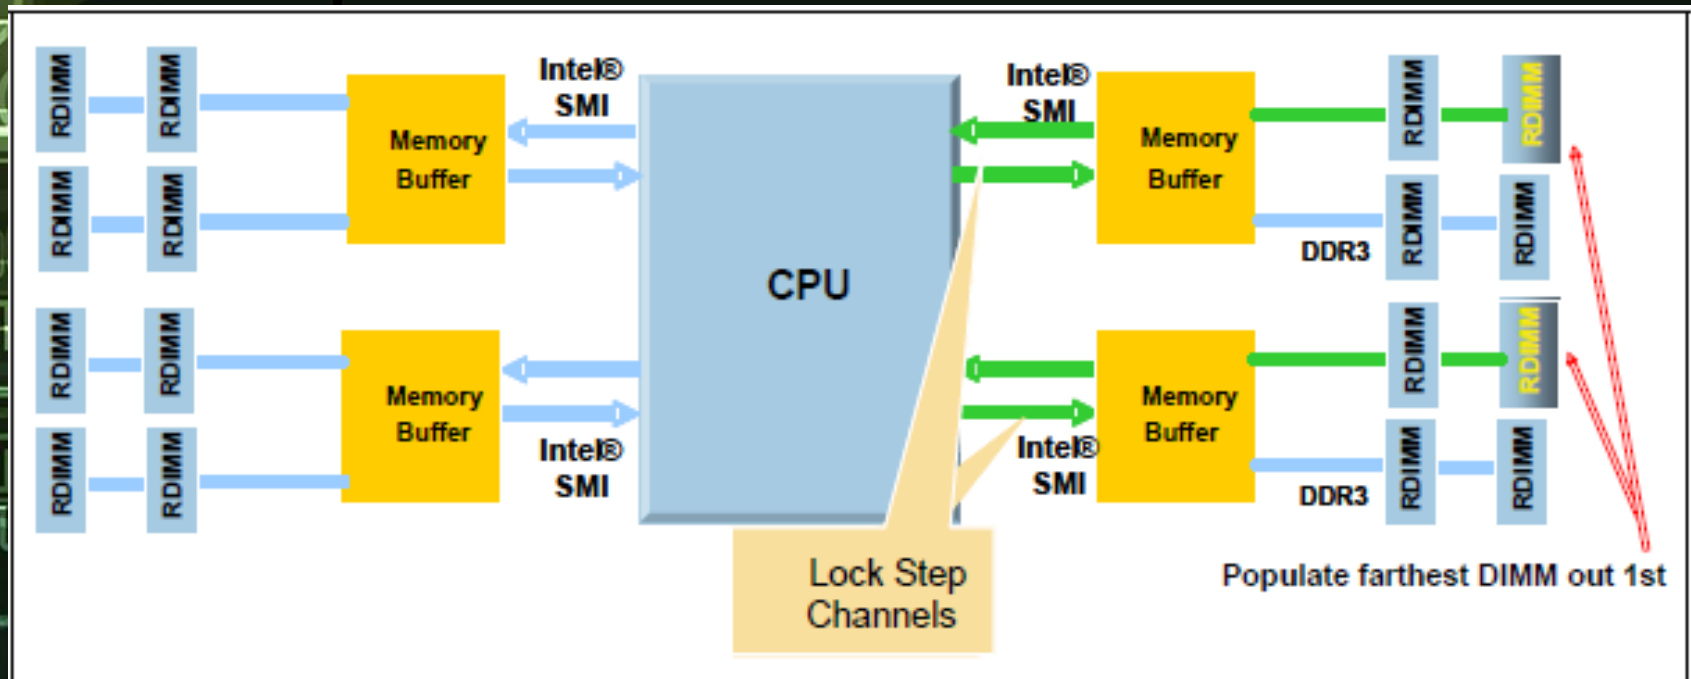 RDIMM
RDIMM
RDIMM
RDIMM
Memory
Buffer
Intel®
SMI
CPU
Intel®
SMI
Memory
Buffer
RDIMM
RDIMM
DDR3
RDIMM
RDIMM
RDIMM
RDIMM
RDIMM
RDIMM
Memory
Buffer
Intel®
SMI
Intel®
SMI
Memory
Buffer
RDIMM
RDIMM
DDR3
RDIMM
RDIMM
Lock Step
Channels
Populate farthest DIMM out 1st